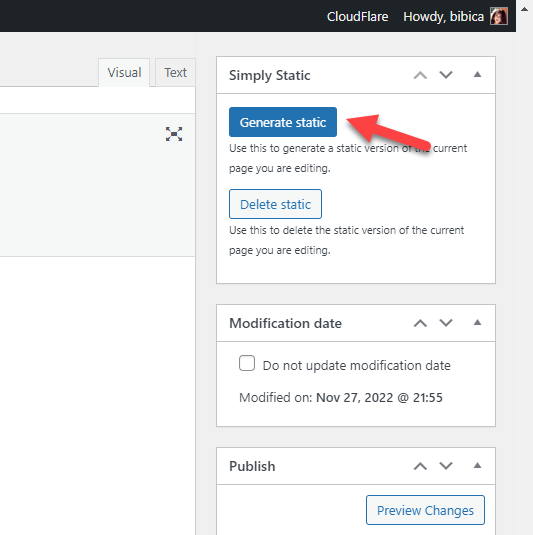 CloudFlare Howdy, bibica
Visual Text
Simply Static
Generate static
Use this to generate a static version of the current
page you are editing.
Delete static
Use this to delete the static version of the current
page you are editing.
Modification date
Do not update modification date
Modified on: Nov 27, 2022 @ 21:55
Publish
Preview Changes